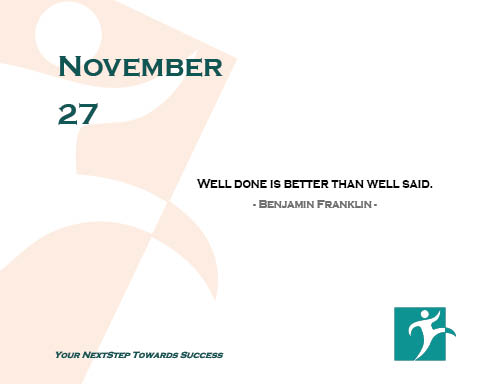 November
27
Well done is better than well said.
- Benjamin Franklin -
Your NextStep Towards Success